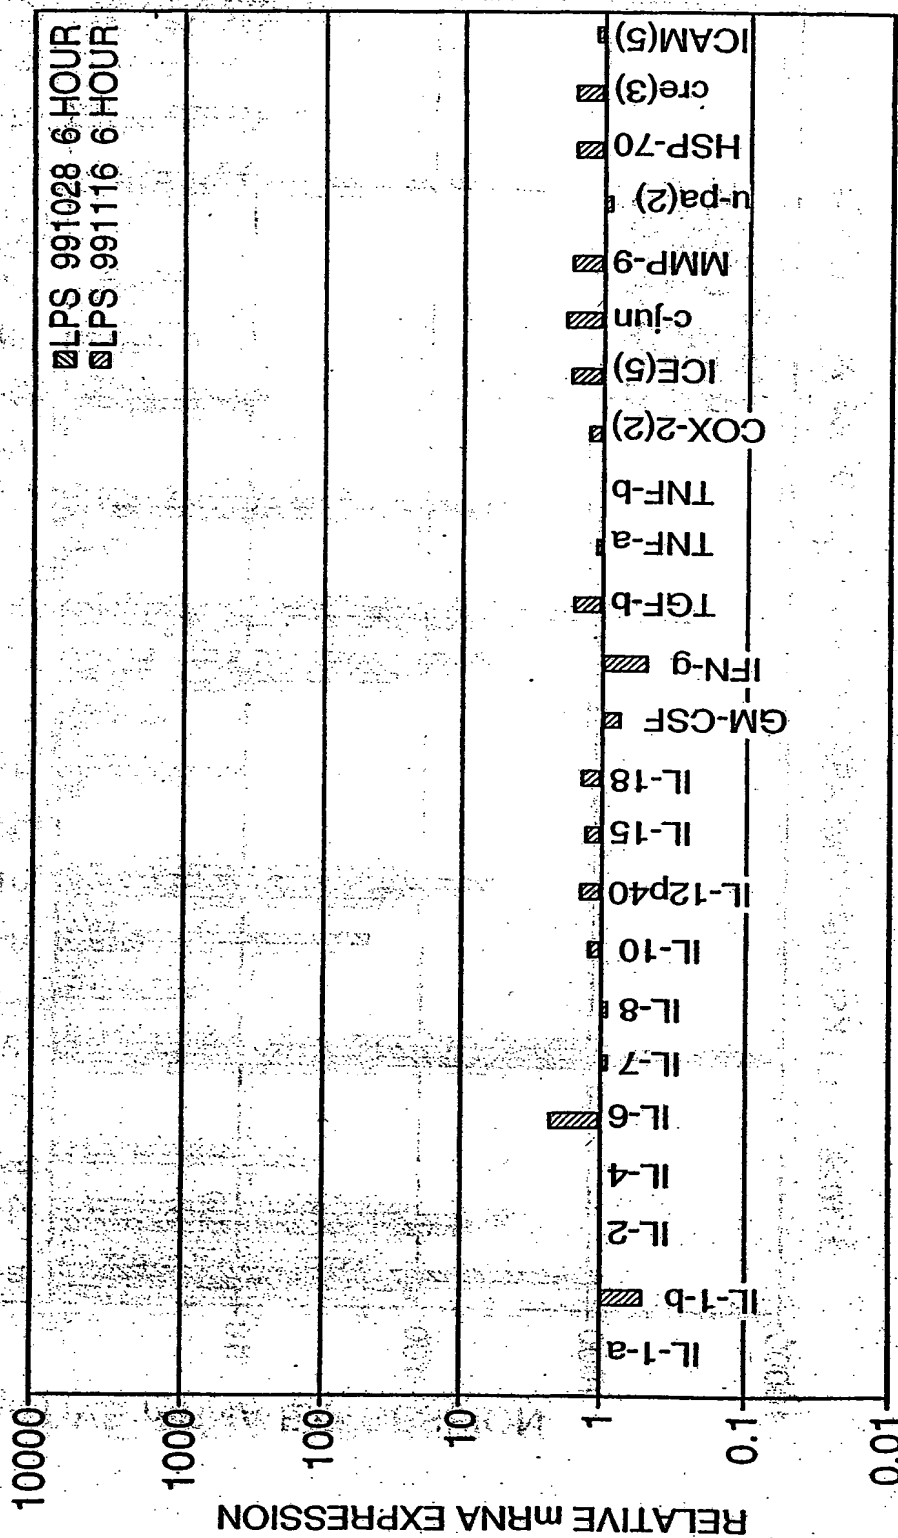 LPS 991028 6 HOUR
LPS 991116 6 HOUR
RELATIVE mRNA EXPRESSION
10000
1000
100
10
1
0.1
0.01
IL-1-a
IL-1-b
IL-2
IL-4
IL-6
IL-7
IL-8
IL-10
IL-12p40
IL-15
IL-18
GM-CSF
IFN-g
TGF-b
TNF-a
TNF-b
COX-2(2)
ICE(5)
c-jun
MMP-9
u-pa(2)
HSP-70
cre(3)
ICAM(5)